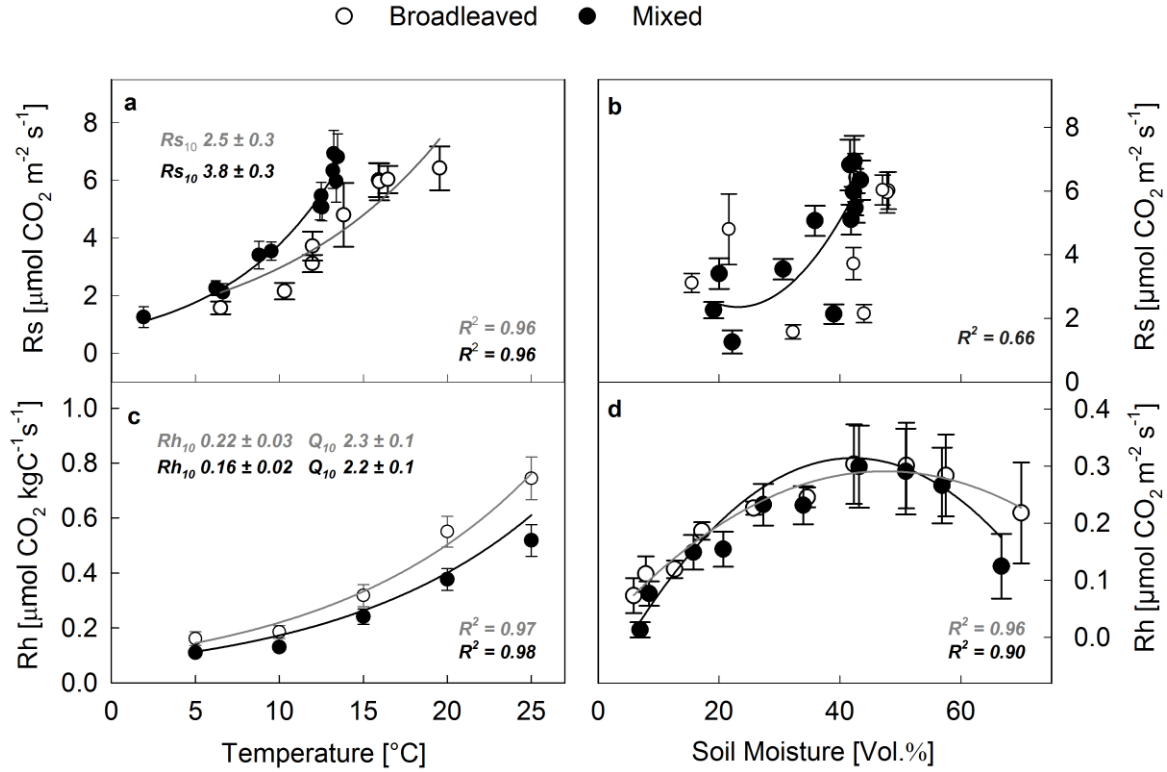 Broadleaved Mixed
a
Rs₁₀ 2.5 ± 0.3
Rs₁₀ 3.8 ± 0.3
R² = 0.96
R² = 0.96
8
6
4
2
0
Rs [µmol CO₂ m⁻² s⁻¹]
b
R² = 0.66
8
6
4
2
0
Rs [µmol CO₂ m⁻² s⁻¹]
c
Rh₁₀ 0.22 ± 0.03 Q₁₀ 2.3 ± 0.1
Rh₁₀ 0.16 ± 0.02 Q₁₀ 2.2 ± 0.1
R² = 0.97
R² = 0.98
1.0
0.8
0.6
0.4
0.2
0.0
Rh [µmol CO₂ kgC⁻¹s⁻¹]
0 5 10 15 20 25
Temperature [°C]
d
R² = 0.96
R² = 0.90
0.4
0.3
0.2
0.1
0.0
Rh [µmol CO₂ m⁻² s⁻¹]
0 20 40 60
Soil Moisture [Vol.%]